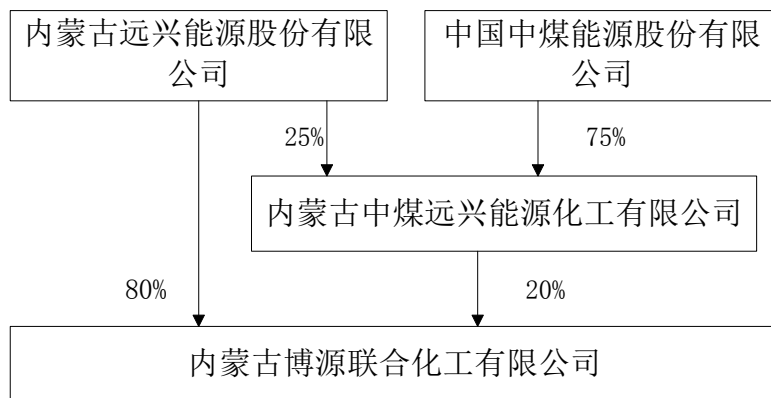 内蒙古远兴能源股份有限
公司
中国中煤能源股份有限
公司
25%
75%
内蒙古中煤远兴能源化工有限公司
80%
20%
内蒙古博源联合化工有限公司